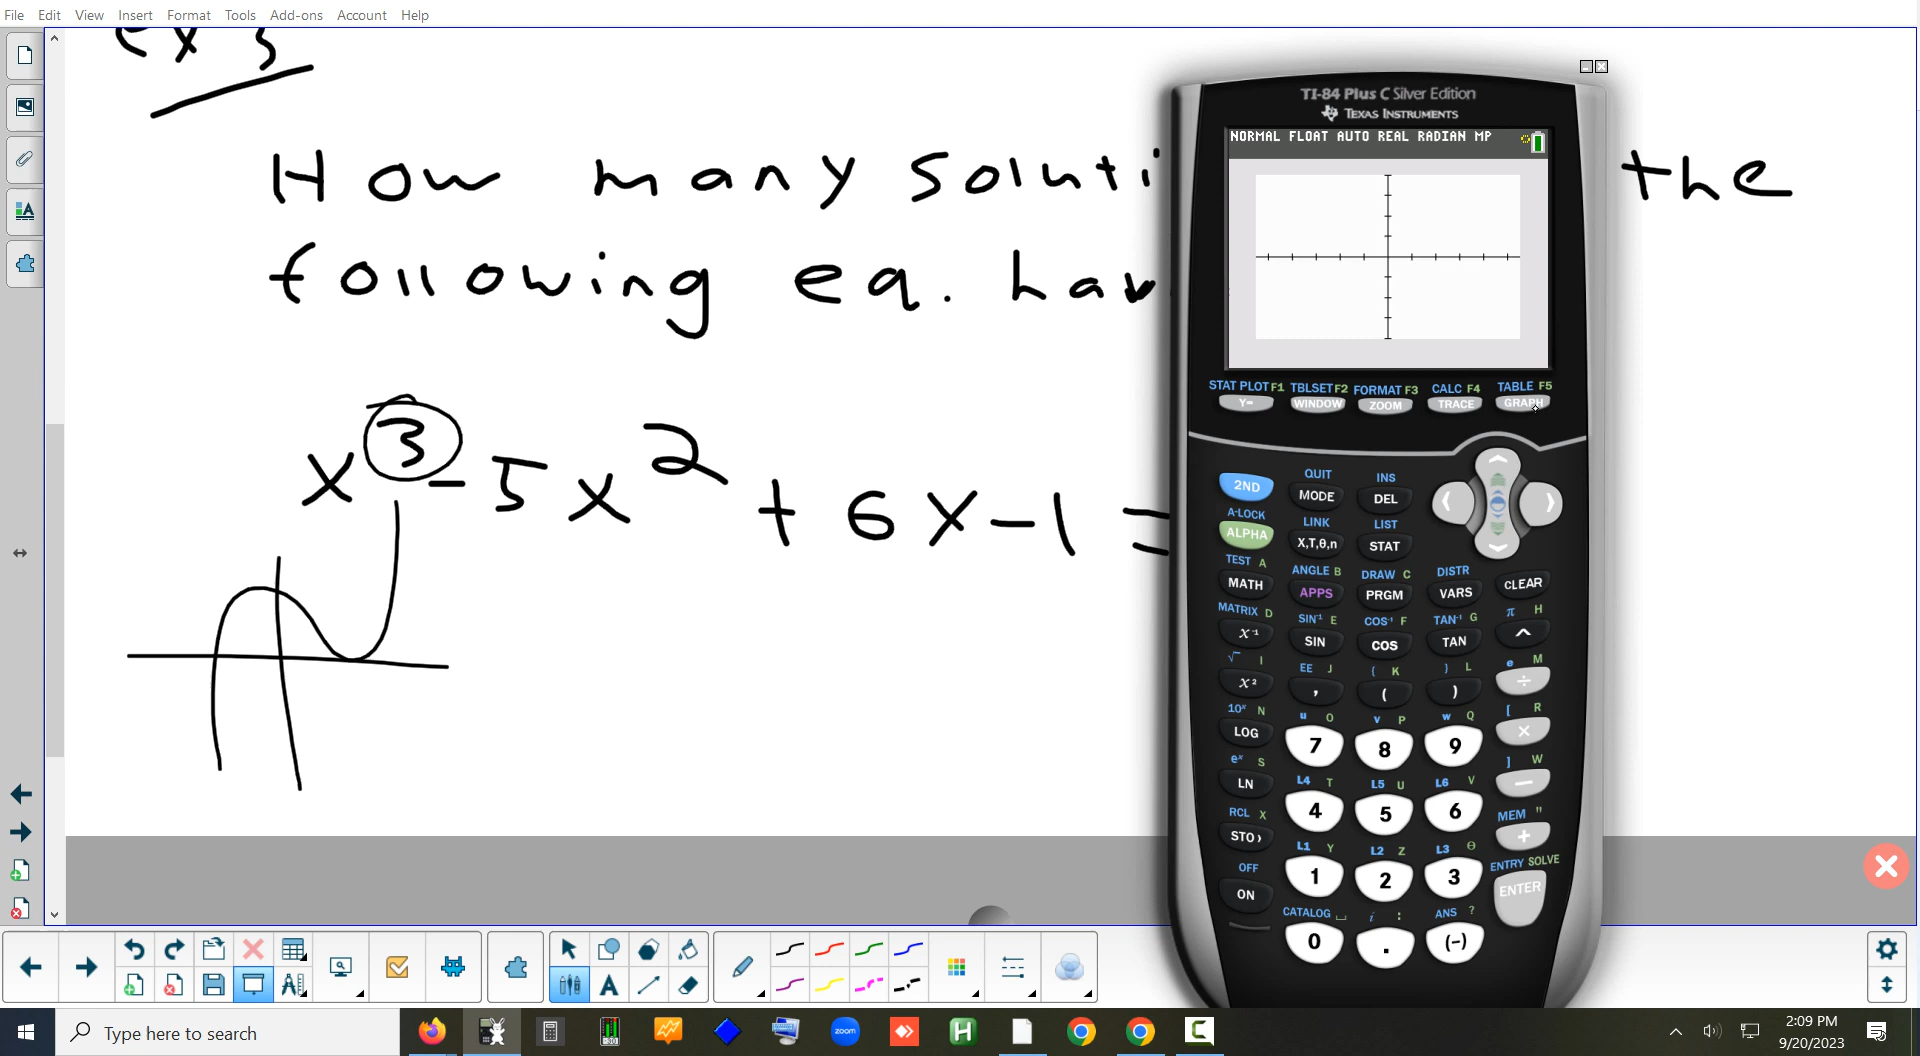 File Edit View Insert Format Tools Add-ons Account Help
ex 3
How many soluti the
following eq. hav
x³ - 5x² + 6x - 1 =
TI-84 Plus C Silver Edition
TEXAS INSTRUMENTS
NORMAL FLOAT AUTO REAL RADIAN MP
STAT PLOT F1 TBLSET F2 FORMAT F3 CALC F4 TABLE F5
Y= WINDOW ZOOM TRACE GRAPH
QUIT INS
2ND MODE DEL
A-LOCK LINK LIST
ALPHA X,T,θ,n STAT
TEST A ANGLE B DRAW C DISTR
MATH APPS PRGM VARS CLEAR
MATRIX D SIN⁻¹ E COS⁻¹ F TAN⁻¹ G π H
X⁻¹ SIN COS TAN ^
√ I EE J { K } L e M
X² , ( ) ÷
10ˣ N u O v P w Q [ R
LOG 7 8 9 ×
eˣ S L4 T L5 U L6 V ] W
LN 4 5 6 −
RCL X L1 Y L2 Z L3 θ MEM "
STO› 1 2 3 +
OFF CATALOG ⎵ i : ANS ? ENTRY SOLVE
ON 0 . (-) ENTER
A
zoom
H
C
Type here to search
2:09 PM
9/20/2023